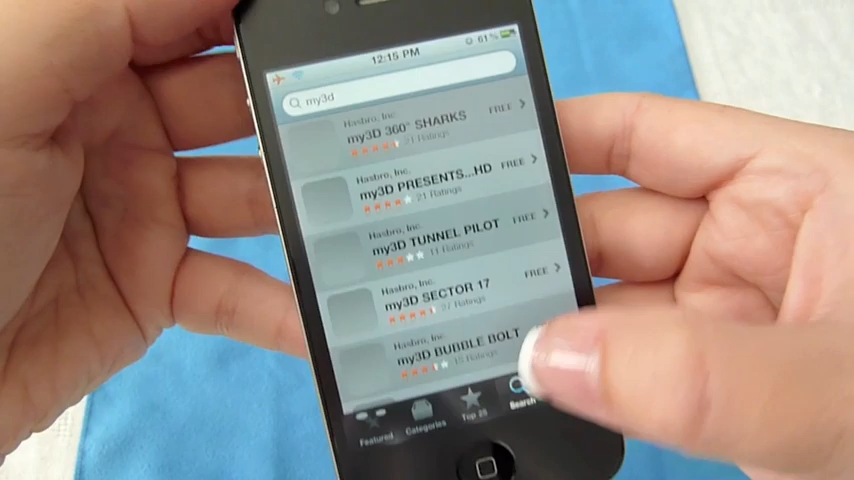 12:15 PM
61%
my3d
Hasbro, Inc.
my3D 360° SHARKS
21 Ratings
FREE
Hasbro, Inc.
my3D PRESENTS...HD
21 Ratings
FREE
Hasbro, Inc.
my3D TUNNEL PILOT
11 Ratings
FREE
Hasbro, Inc.
my3D SECTOR 17
27 Ratings
FREE
Hasbro, Inc.
my3D BUBBLE BOLT
15 Ratings
Featured
Categories
Top 25
Search